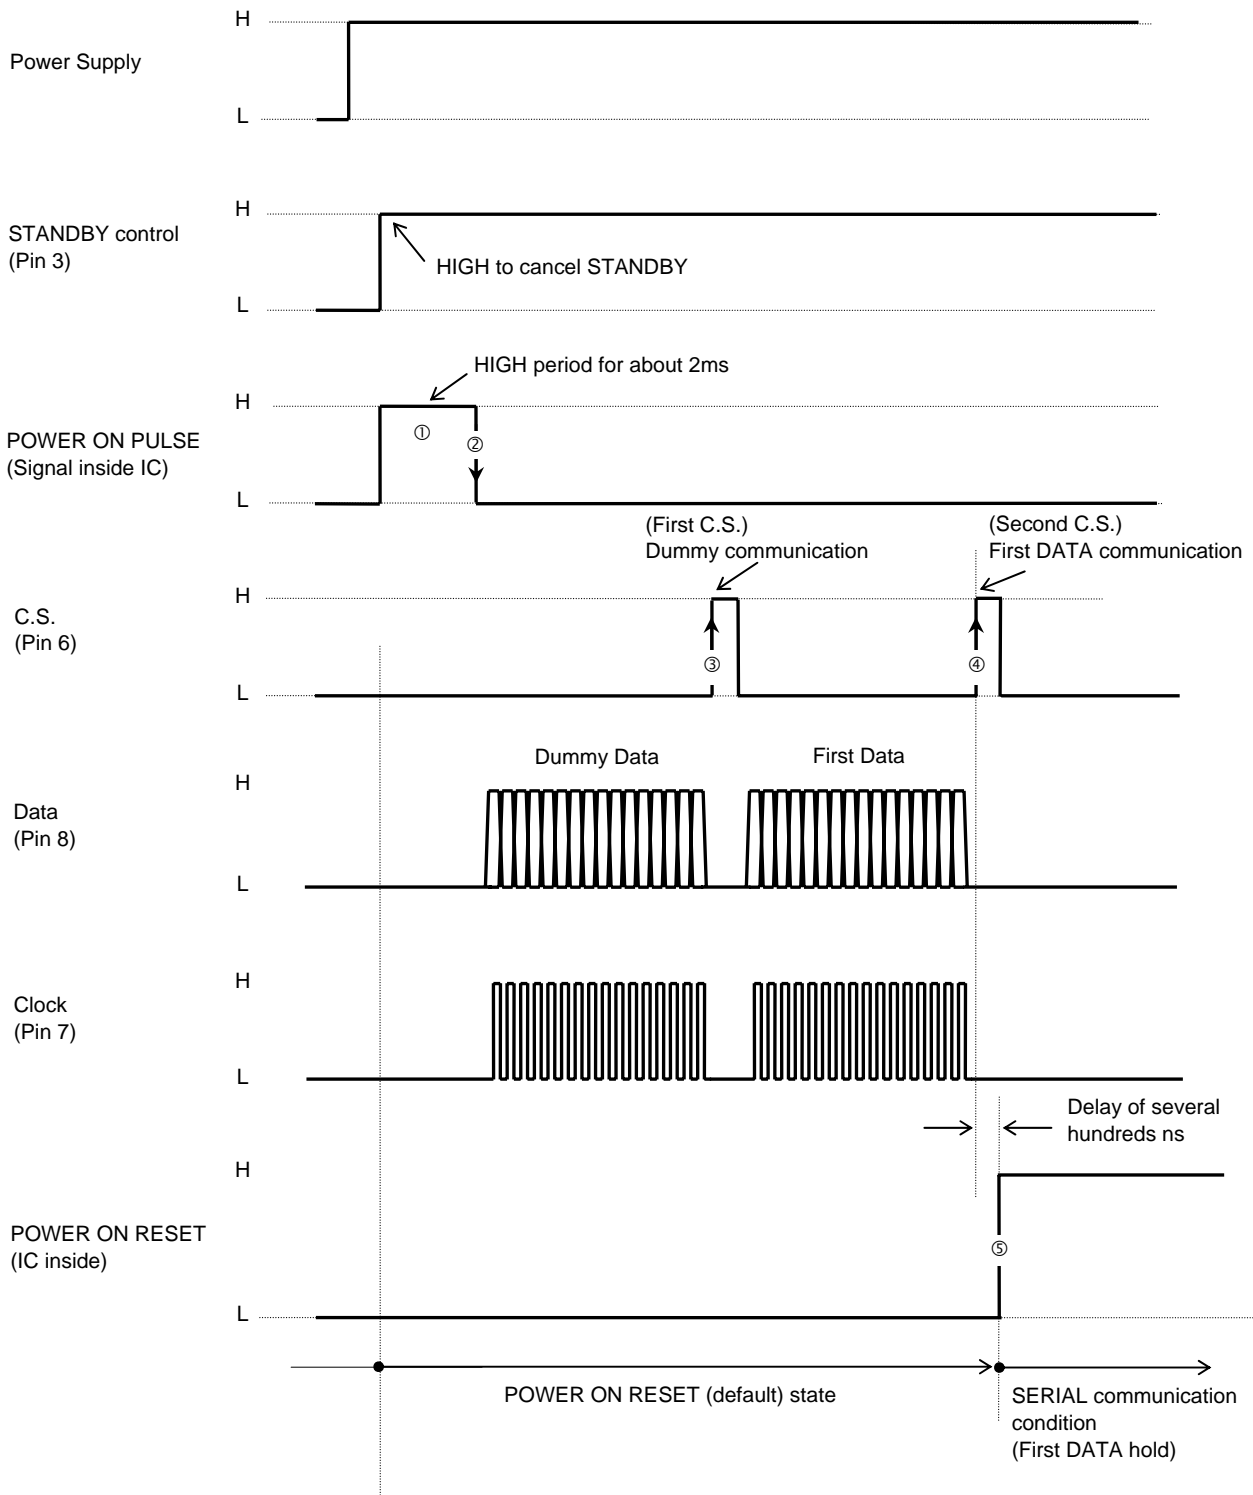 H
Power Supply
L
H
STANDBY control
(Pin 3)
HIGH to cancel STANDBY
L
HIGH period for about 2ms
H
POWER ON PULSE
(Signal inside IC)
①
②
L
(First C.S.)
Dummy communication
(Second C.S.)
First DATA communication
H
C.S.
(Pin 6)
③
④
L
Dummy Data
First Data
H
Data
(Pin 8)
L
H
Clock
(Pin 7)
L
Delay of several
hundreds ns
H
POWER ON RESET
(IC inside)
⑤
L
POWER ON RESET (default) state
SERIAL communication
condition
(First DATA hold)